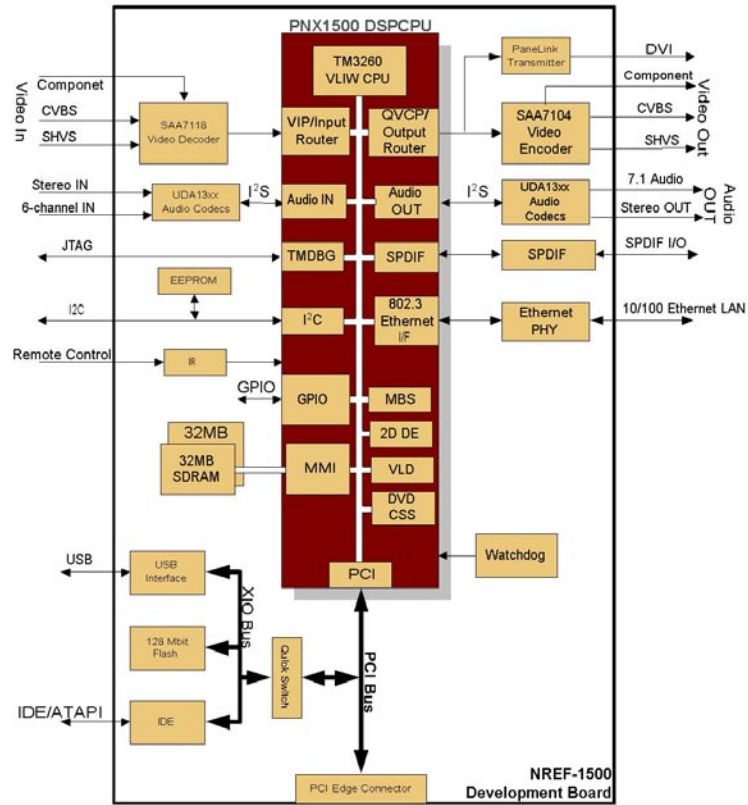 PNX1500 DSPCPU
TM3260
VLIW CPU
PaneLink
Transmitter
DVI
Video In
Componet
CVBS
SHVS
SAA7118
Video Decoder
VIP/Input
Router
QVCP/
Output
Router
SAA7104
Video
Encoder
Component
CVBS
SHVS
Video Out
Stereo IN
6-channel IN
UDA13xx
Audio Codecs
I²S
Audio IN
Audio
OUT
I²S
UDA13xx
Audio
Codecs
7.1 Audio
Stereo OUT
Audio
OUT
JTAG
TMDBG
SPDIF
SPDIF
SPDIF I/O
EEPROM
I2C
I²C
802.3
Ethernet
I/F
Ethernet
PHY
10/100 Ethernet LAN
Remote Control
IR
GPIO
GPIO
MBS
2D DE
32MB
32MB
SDRAM
MMI
VLD
DVD
CSS
USB
USB
Interface
XIO Bus
PCI
Watchdog
128 Mbit
Flash
Quick Switch
PCI Bus
IDE/ATAPI
IDE
PCI Edge Connector
NREF-1500
Development Board